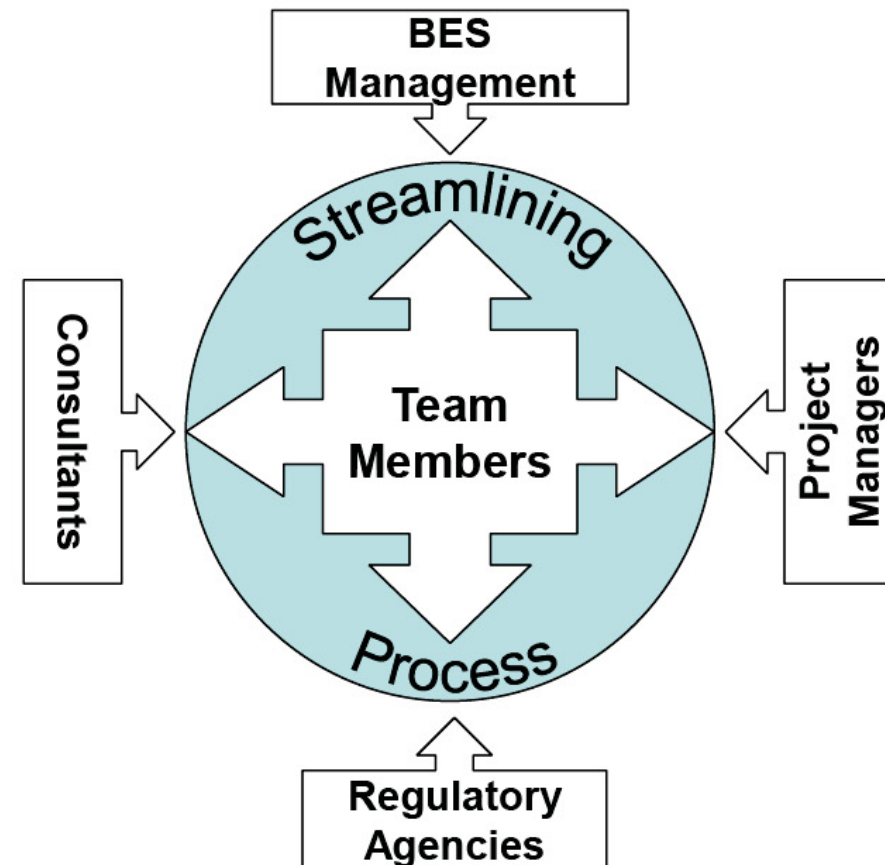 BES
Management
Streamlining
Consultants
Team
Members
Project
Managers
Process
Regulatory
Agencies